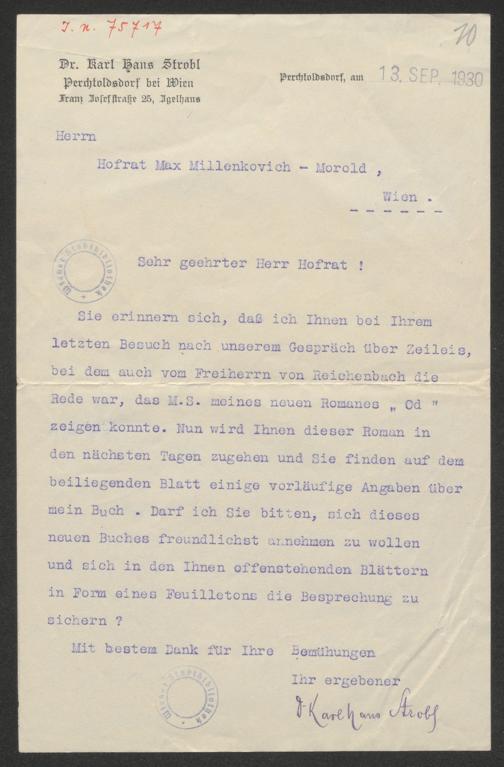 I. n. 75717
70
Dr. Karl Hans Strobl
Perchtoldsdorf bei Wien
Franz Josefstraße 25, Igelhaus
Perchtoldsdorf, am 13. SEP. 1930
Herrn
Hofrat Max Millenkovich - Morold ,
Wien .
- - - - - -
Wiener Stadtbibliothek
Sehr geehrter Herr Hofrat !
Sie erinnern sich, daß ich Ihnen bei Ihrem
letzten Besuch nach unserem Gespräch über Zeileis,
bei dem auch vom Freiherrn von Reichenbach die
Rede war, das M.S. meines neuen Romanes „ Od "
zeigen konnte. Nun wird Ihnen dieser Roman in
den nächsten Tagen zugehen und Sie finden auf dem
beiliegenden Blatt einige vorläufige Angaben über
mein Buch . Darf ich Sie bitten, sich dieses
neuen Buches freundlichst annehmen zu wollen
und sich in den Ihnen offenstehenden Blättern
in Form eines Feuilletons die Besprechung zu
sichern ?
Mit bestem Dank für Ihre Bemühungen
Ihr ergebener
Dr Karl Hans Strobl
Wiener Stadtbibliothek